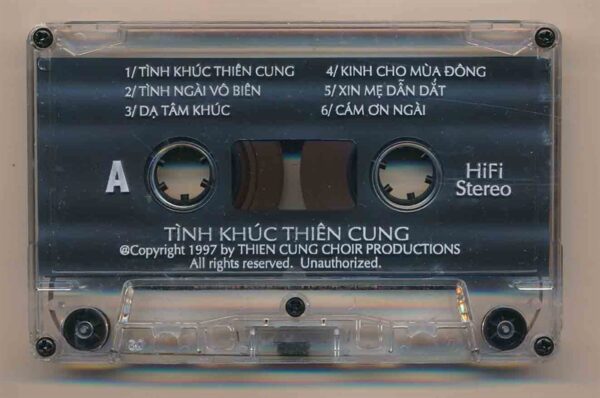 1/ TÌNH KHÚC THIÊN CUNG
2/ TÌNH NGÀI VÔ BIÊN
3/ DẠ TÂM KHÚC
4/ KINH CHO MÙA ĐÔNG
5/ XIN MẸ DẪN DẮT
6/ CẢM ƠN NGÀI
A
HiFi
Stereo
TÌNH KHÚC THIÊN CUNG
@Copyright 1997 by THIEN CUNG CHOIR PRODUCTIONS
All rights reserved. Unauthorized.